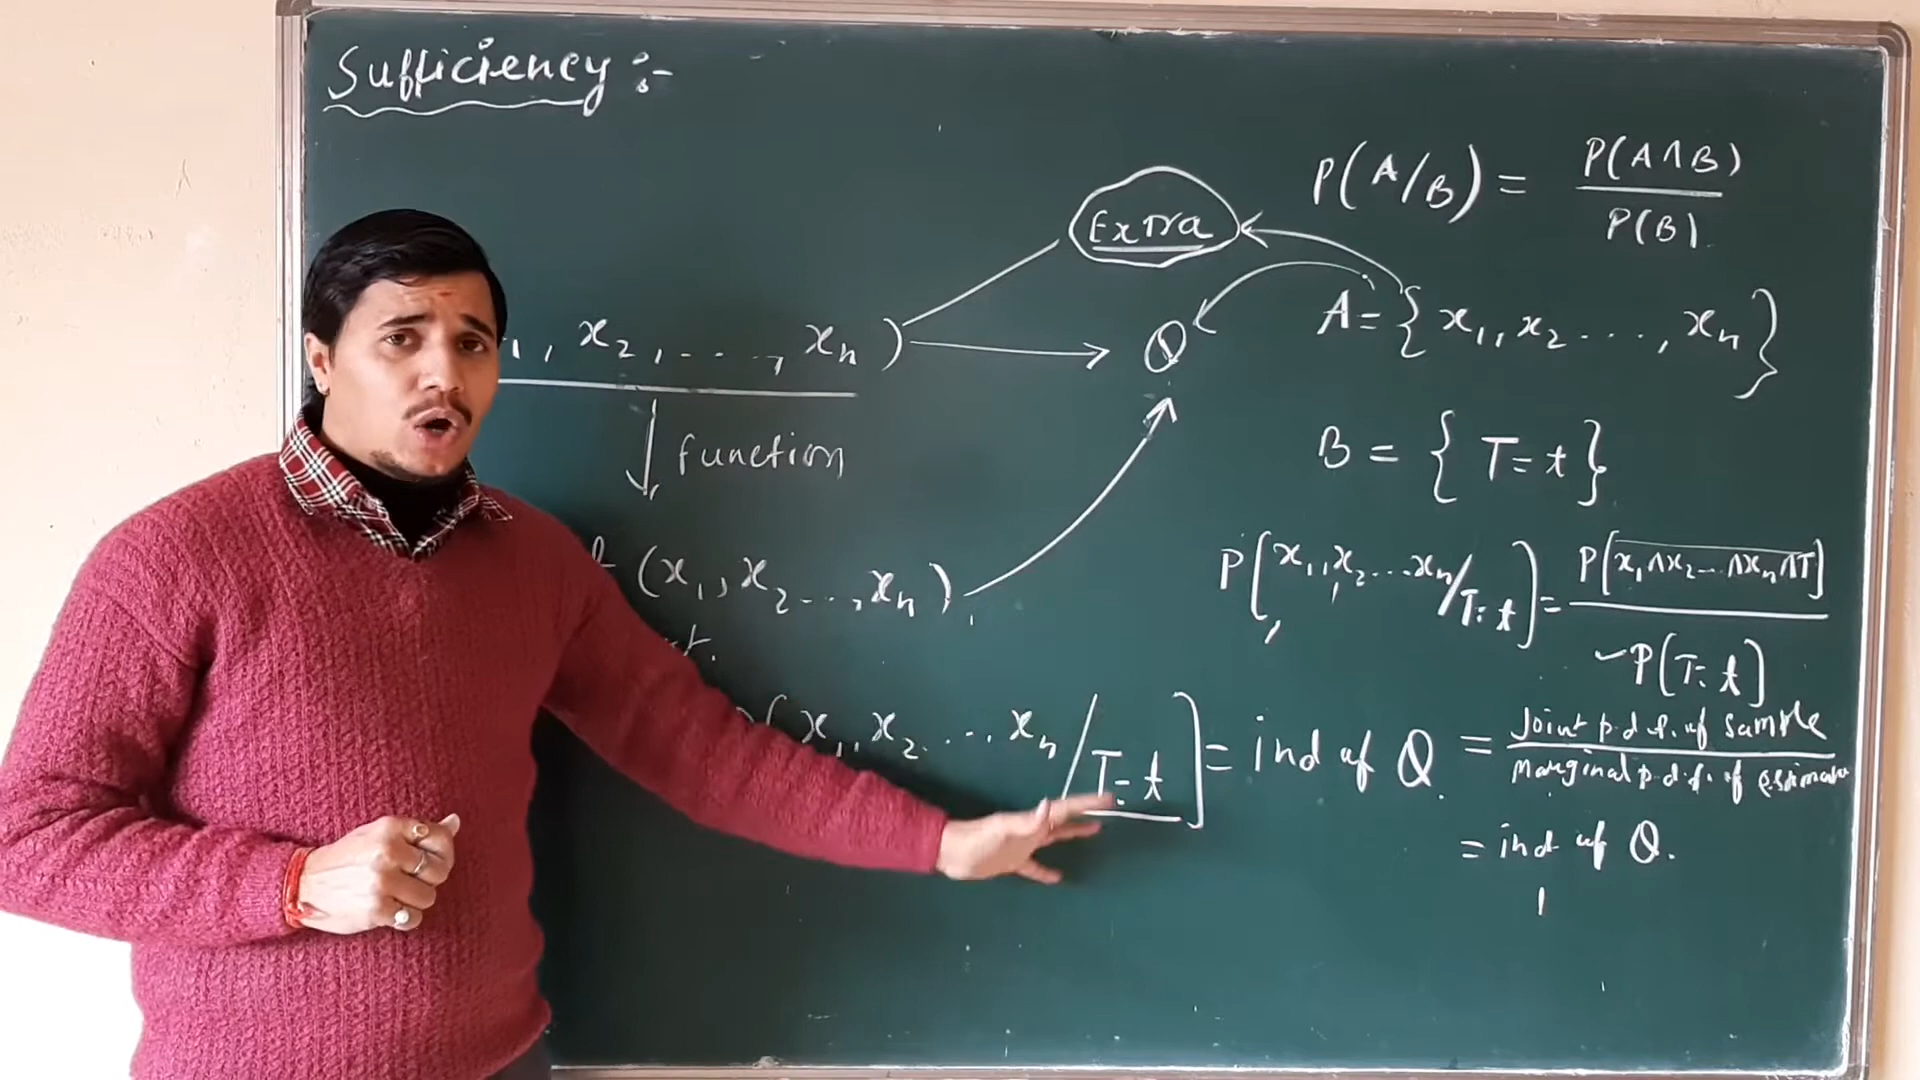 Sufficiency :-
P(A/B) = P(A∩B) / P(B)
Extra
1, x2, ..., xn) → θ
A = {x1, x2 ..., xn}
function
B = {T = t}
(x1, x2 ..., xn)
P[x1, x2 ... xn / T = t] = P[x1∩x2...∩xn∩T] / P[T = t]
(x1, x2 ... xn / T = t] = ind of θ. = Joint p.d.f. of sample / Marginal p.d.f. of estimator
= ind of θ.